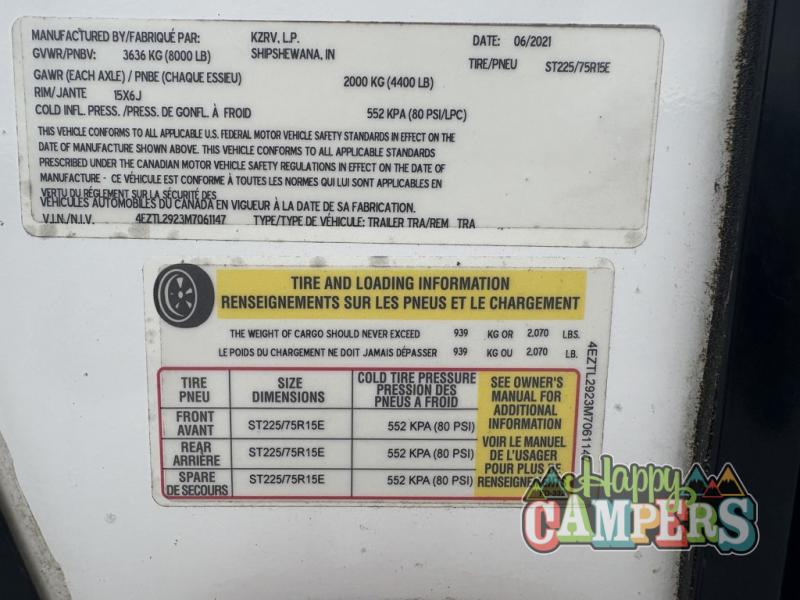 MANUFACTURED BY/FABRIQUÉ PAR: KZRV, L.P. DATE: 06/2021
GVWR/PNBV: 3636 KG (8000 LB) SHIPSHEWANA, IN TIRE/PNEU ST225/75R15E
GAWR (EACH AXLE) / PNBE (CHAQUE ESSIEU) 2000 KG (4400 LB)
RIM/JANTE 15X6J
COLD INFL. PRESS. /PRESS. DE GONFL. À FROID 552 KPA (80 PSI/LPC)
THIS VEHICLE CONFORMS TO ALL APPLICABLE U.S. FEDERAL MOTOR VEHICLE SAFETY STANDARDS IN EFFECT ON THE
DATE OF MANUFACTURE SHOWN ABOVE. THIS VEHICLE CONFORMS TO ALL APPLICABLE STANDARDS
PRESCRIBED UNDER THE CANADIAN MOTOR VEHICLE SAFETY REGULATIONS IN EFFECT ON THE DATE OF
MANUFACTURE - CE VÉHICULE EST CONFORME À TOUTES LES NORMES QUI LUI SONT APPLICABLES EN
VERTU DU RÉGLEMENT SUR LA SÉCURITÉ DES
VÉHICULES AUTOMOBILES DU CANADA EN VIGUEUR À LA DATE DE SA FABRICATION.
V.I.N./N.I.V. 4EZTL2923M7061147 TYPE/TYPE DE VÉHICULE: TRAILER TRA/REM TRA
TIRE AND LOADING INFORMATION
RENSEIGNEMENTS SUR LES PNEUS ET LE CHARGEMENT
THE WEIGHT OF CARGO SHOULD NEVER EXCEED 939 KG OR 2,070 LBS.
LE POIDS DU CHARGEMENT NE DOIT JAMAIS DÉPASSER 939 KG OU 2,070 LB.
TIRE
PNEU
SIZE
DIMENSIONS
COLD TIRE PRESSURE
PRESSION DES
PNEUS À FROID
FRONT
AVANT
ST225/75R15E
552 KPA (80 PSI)
REAR
ARRIÈRE
ST225/75R15E
552 KPA (80 PSI)
SPARE
DE SECOURS
ST225/75R15E
552 KPA (80 PSI)
SEE OWNER'S
MANUAL FOR
ADDITIONAL
INFORMATION
VOIR LE MANUEL
DE L'USAGER
POUR PLUS
4EZTL2923M706114
Happy
CAMPERS